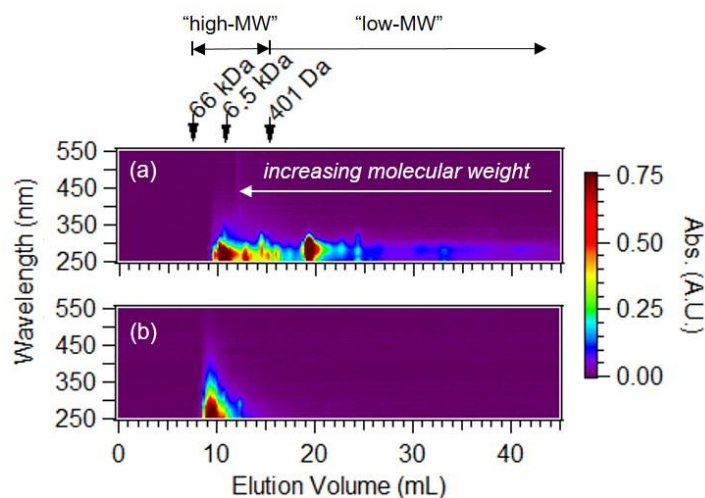 “high-MW” “low-MW”
66 kDa
6.5 kDa
401 Da
550
450
350
250
(a)
increasing molecular weight
550
450
350
250
(b)
Wavelength (nm)
0 10 20 30 40
Elution Volume (mL)
0.75
0.50
0.25
0.00
Abs. (A.U.)